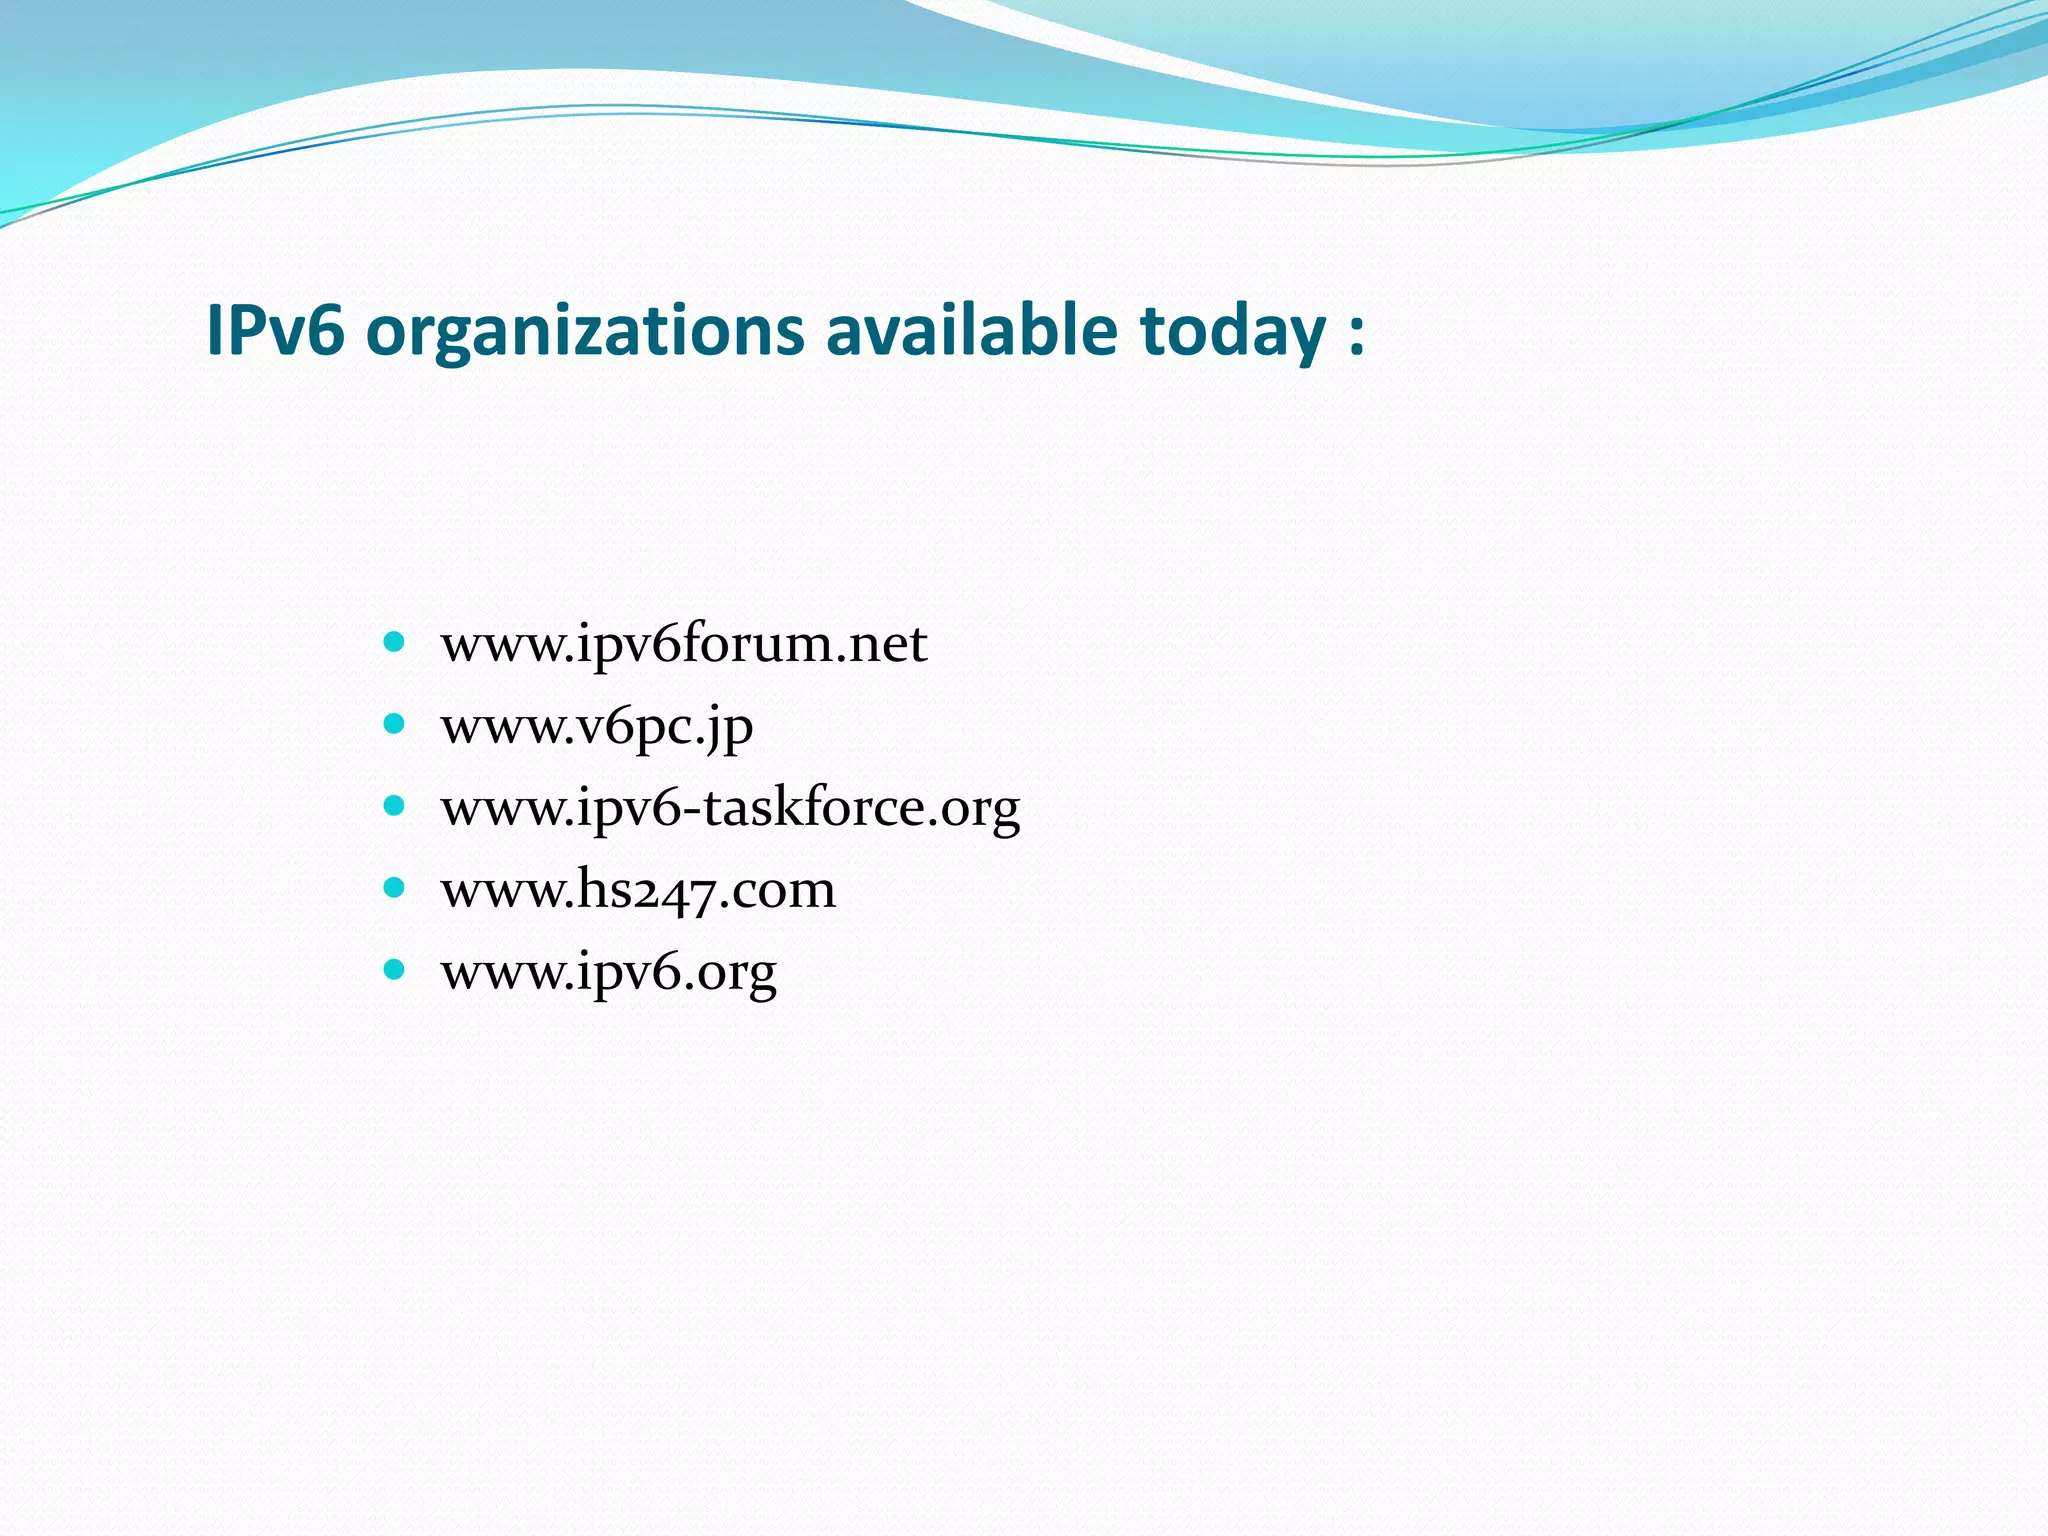 IPv6 organizations available today :
• www.ipv6forum.net
• www.v6pc.jp
• www.ipv6-taskforce.org
• www.hs247.com
• www.ipv6.org